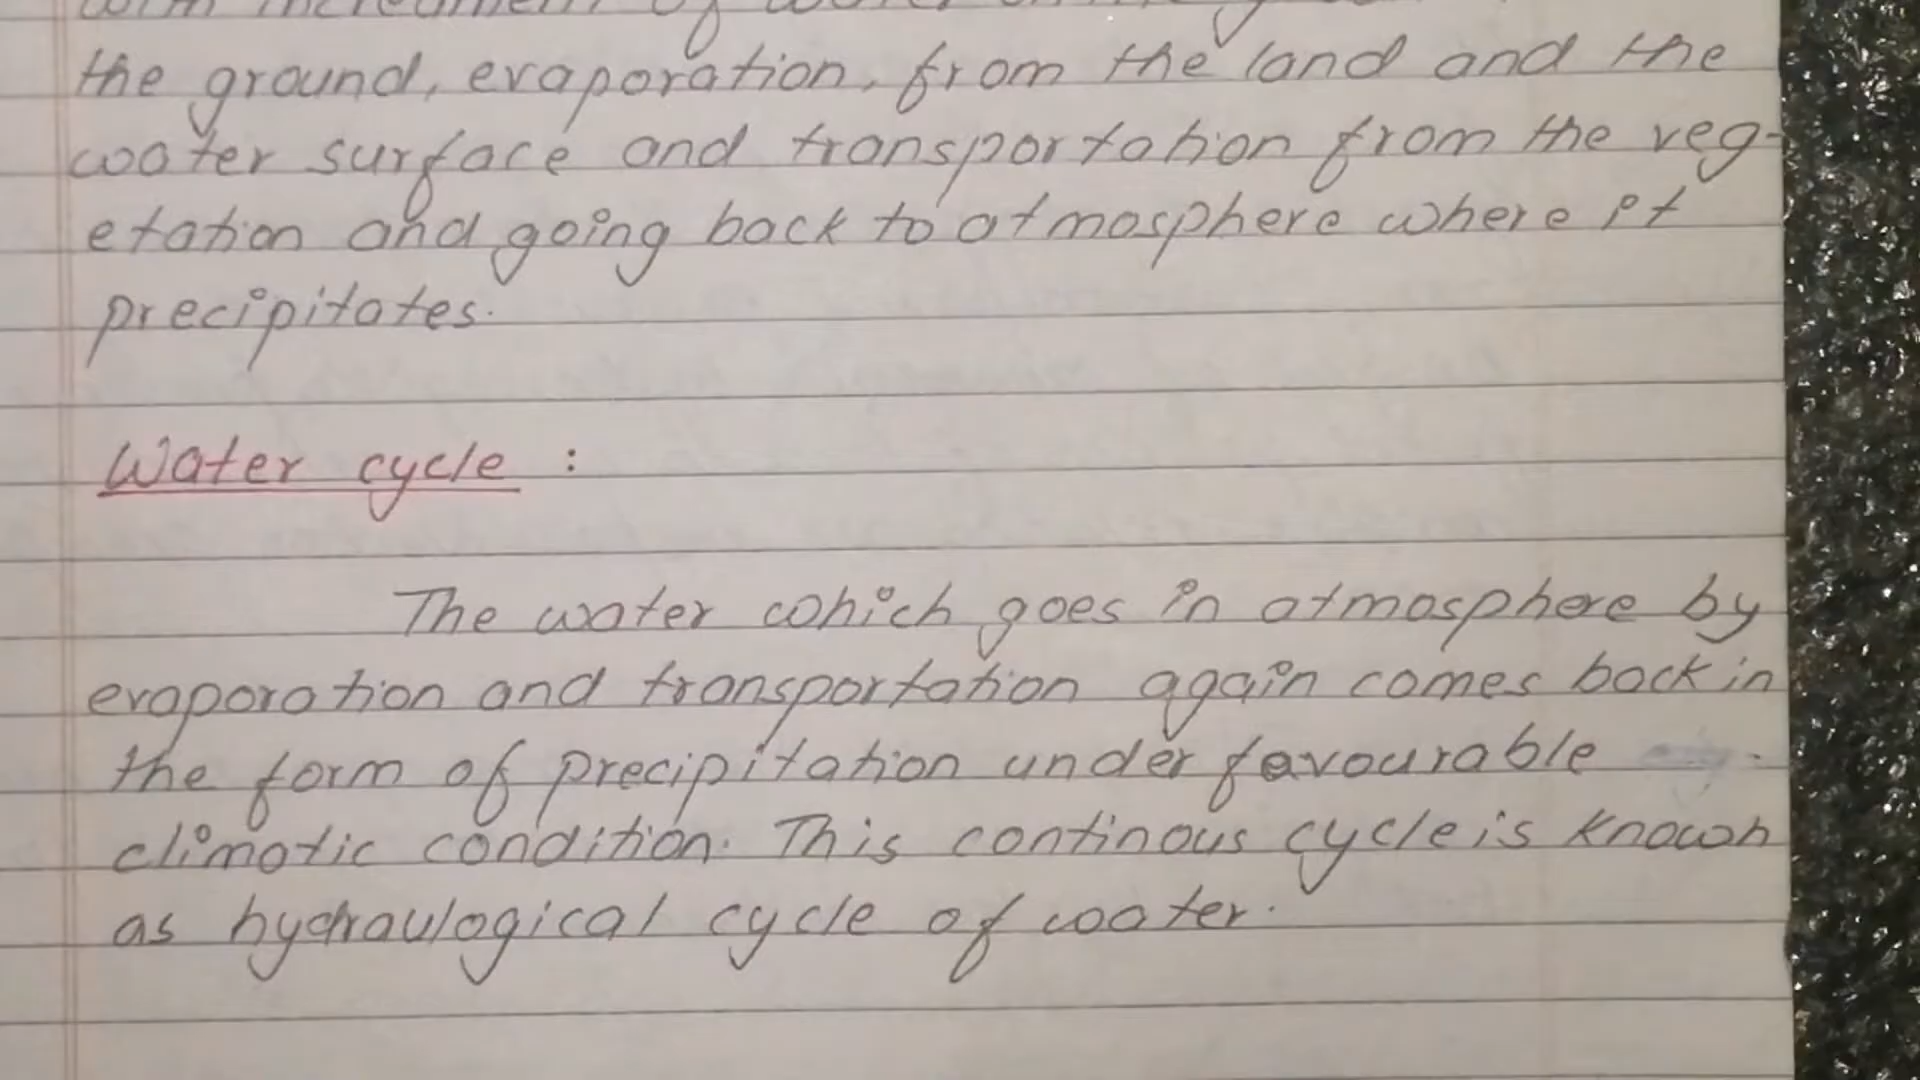 of water
the ground, evaporation, from the land and the
water surface and transportation from the veg-
etation and going back to atmosphere where it
precipitates.
Water cycle :
The water which goes in atmosphere by
evaporation and transportation again comes back in
the form of precipitation under favourable
climatic condition. This continous cycle is known
as hydraulogical cycle of water.